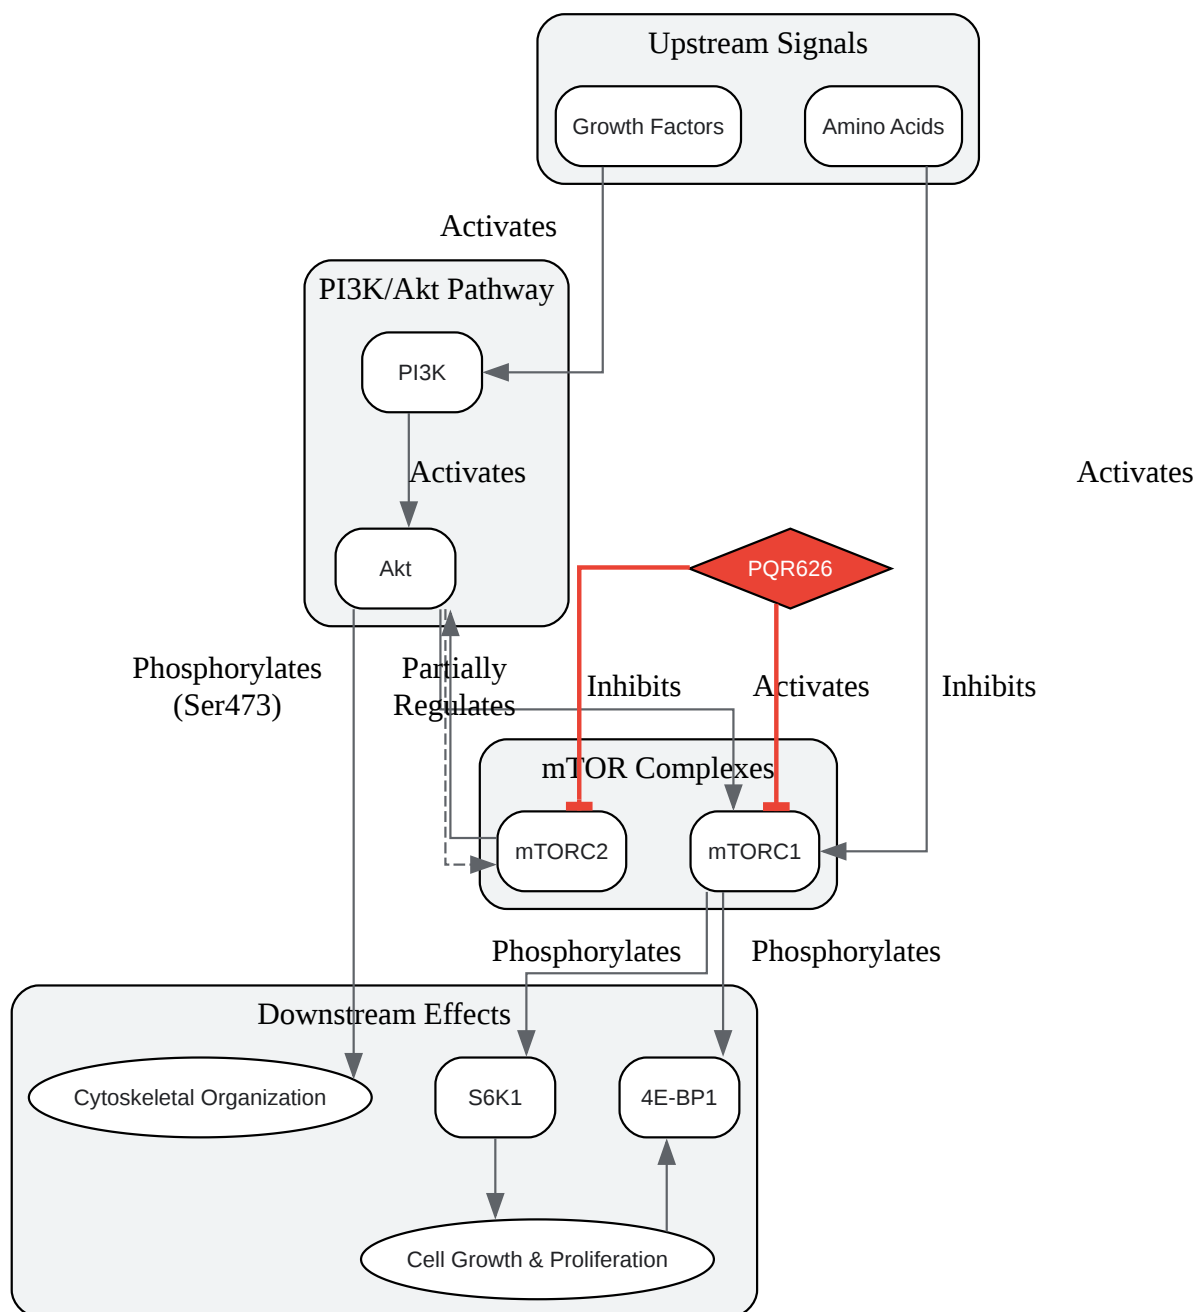 Upstream Signals
Growth Factors
Amino Acids
Activates
PI3K/Akt Pathway
PI3K
Activates
Activates
Akt
PQR626
Phosphorylates
(Ser473)
Partially
Regulates
Inhibits
Activates
Inhibits
mTOR Complexes
mTORC2
mTORC1
Phosphorylates
Phosphorylates
Downstream Effects
Cytoskeletal Organization
S6K1
4E-BP1
Cell Growth & Proliferation